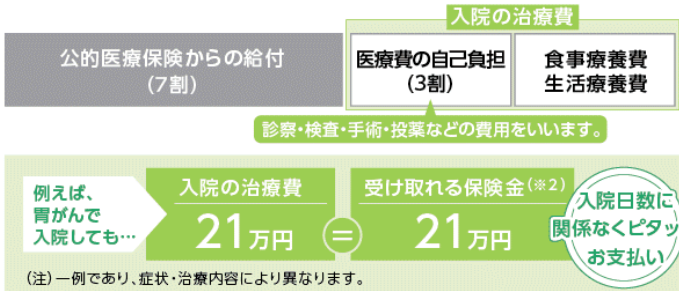 入院の治療費
公的医療保険からの給付
(7割)
医療費の自己負担
(3割)
食事療養費
生活療養費
診察・検査・手術・投薬などの費用をいいます。
例えば、
胃がんで
入院しても…
入院の治療費
21万円
=
受け取れる保険金(※2)
21万円
入院日数に
関係なくピタッ
お支払い
(注)一例であり、症状・治療内容により異なります。